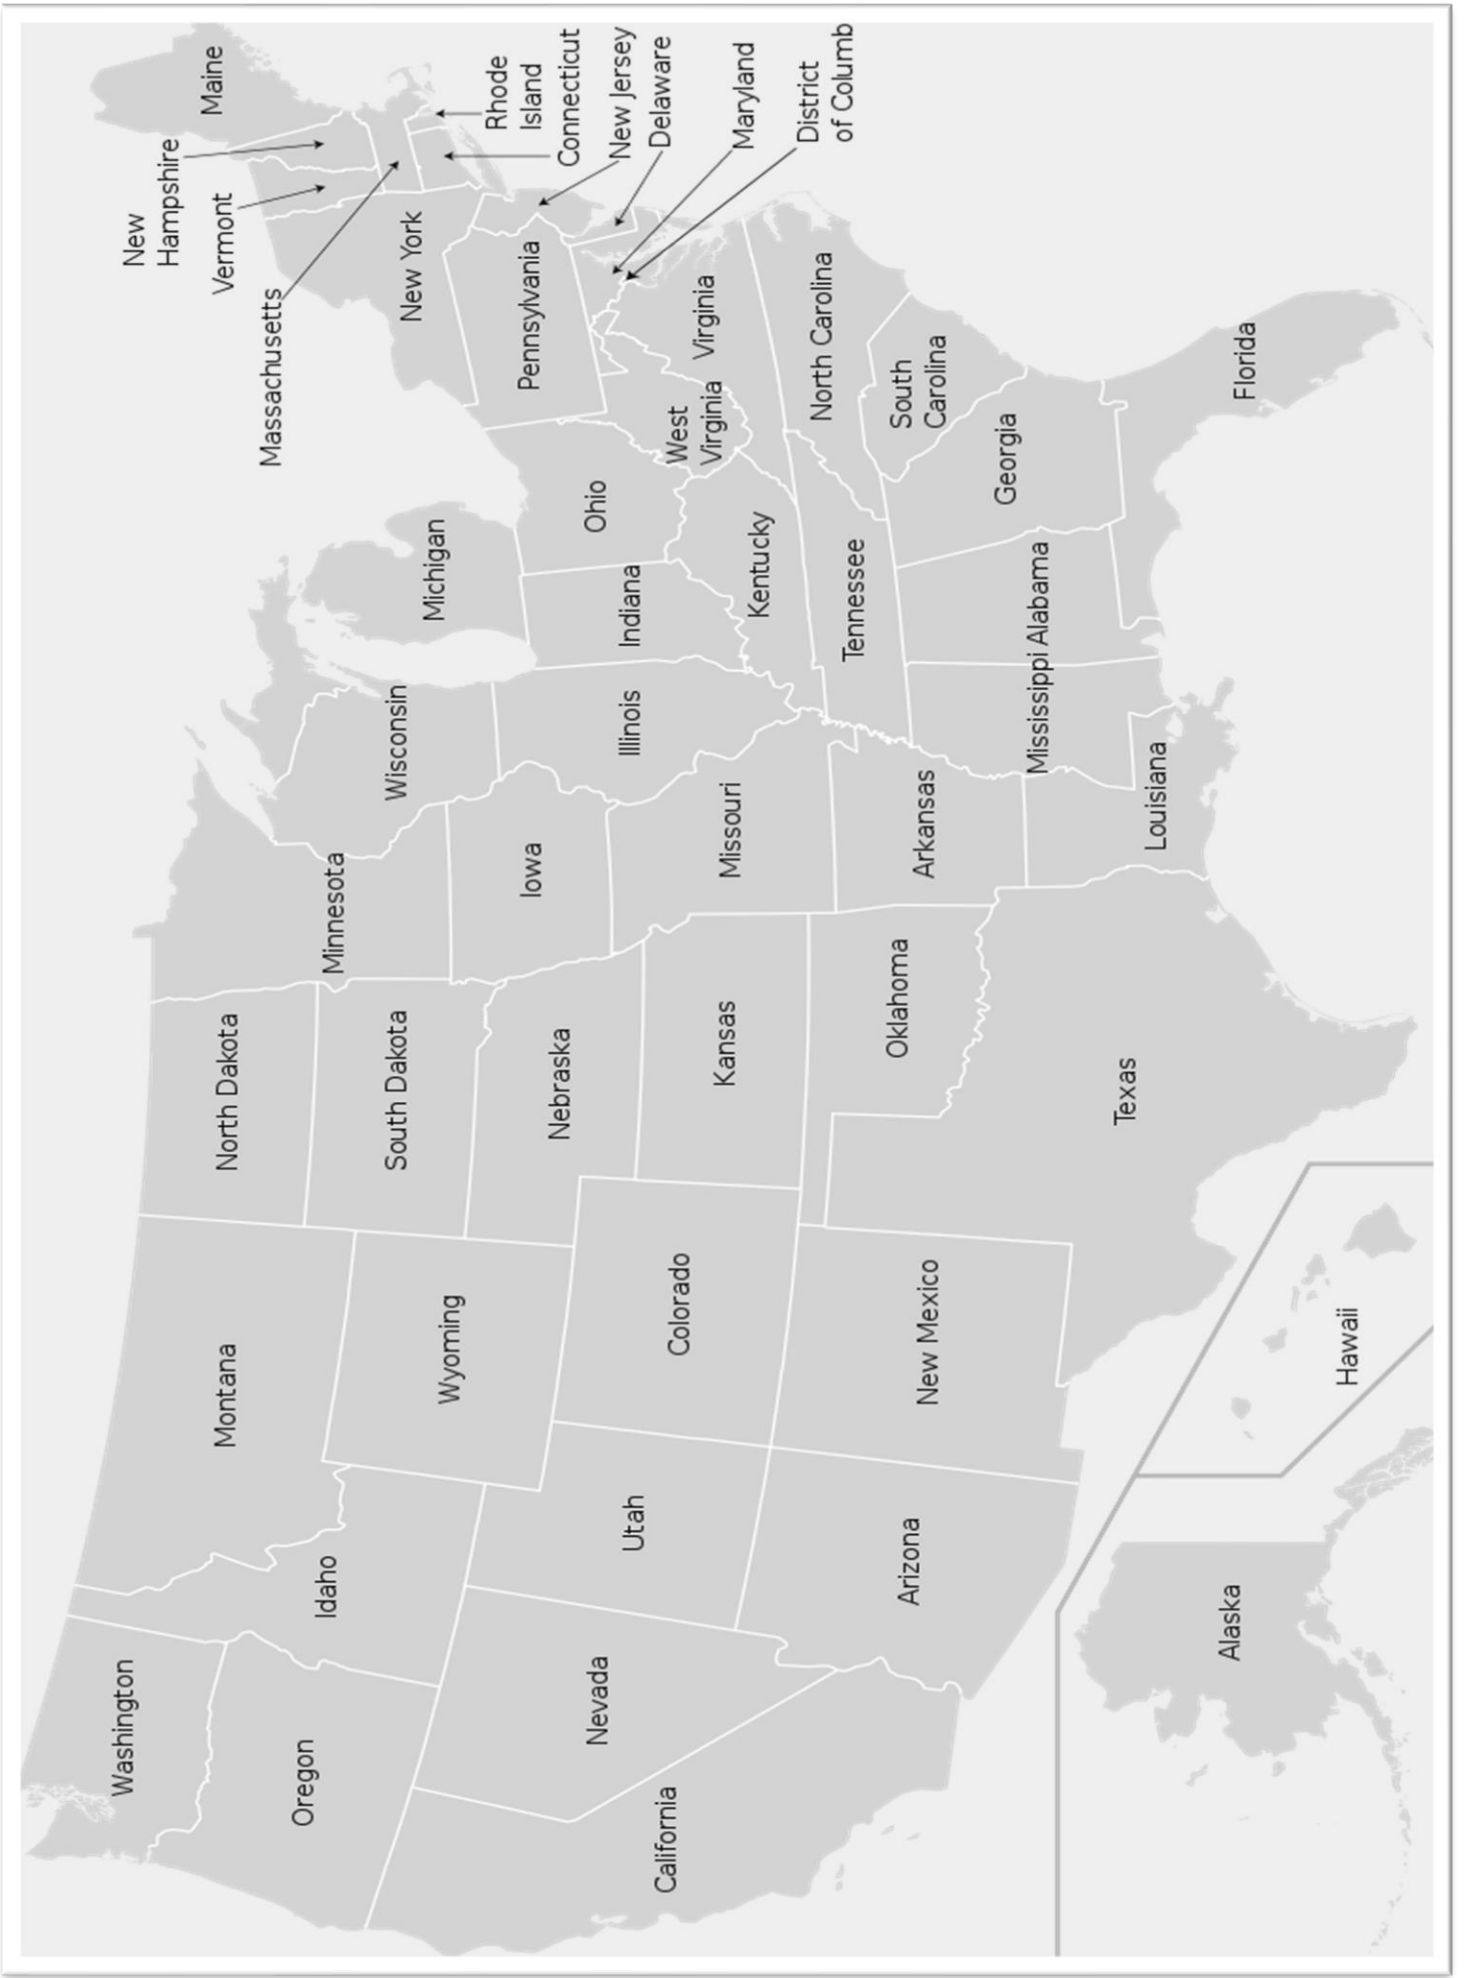 Washington
Oregon
California
Nevada
Idaho
Montana
Wyoming
Utah
Arizona
Colorado
New Mexico
North Dakota
South Dakota
Nebraska
Kansas
Oklahoma
Texas
Minnesota
Iowa
Missouri
Arkansas
Louisiana
Wisconsin
Illinois
Michigan
Indiana
Ohio
Kentucky
Tennessee
Mississippi Alabama
Georgia
Florida
South
Carolina
North Carolina
Virginia
West
Virginia
Pennsylvania
New York
Massachusetts
Vermont
New
Hampshire
Maine
Rhode
Island
Connecticut
New Jersey
Delaware
Maryland
District
of Columb
Alaska
Hawaii